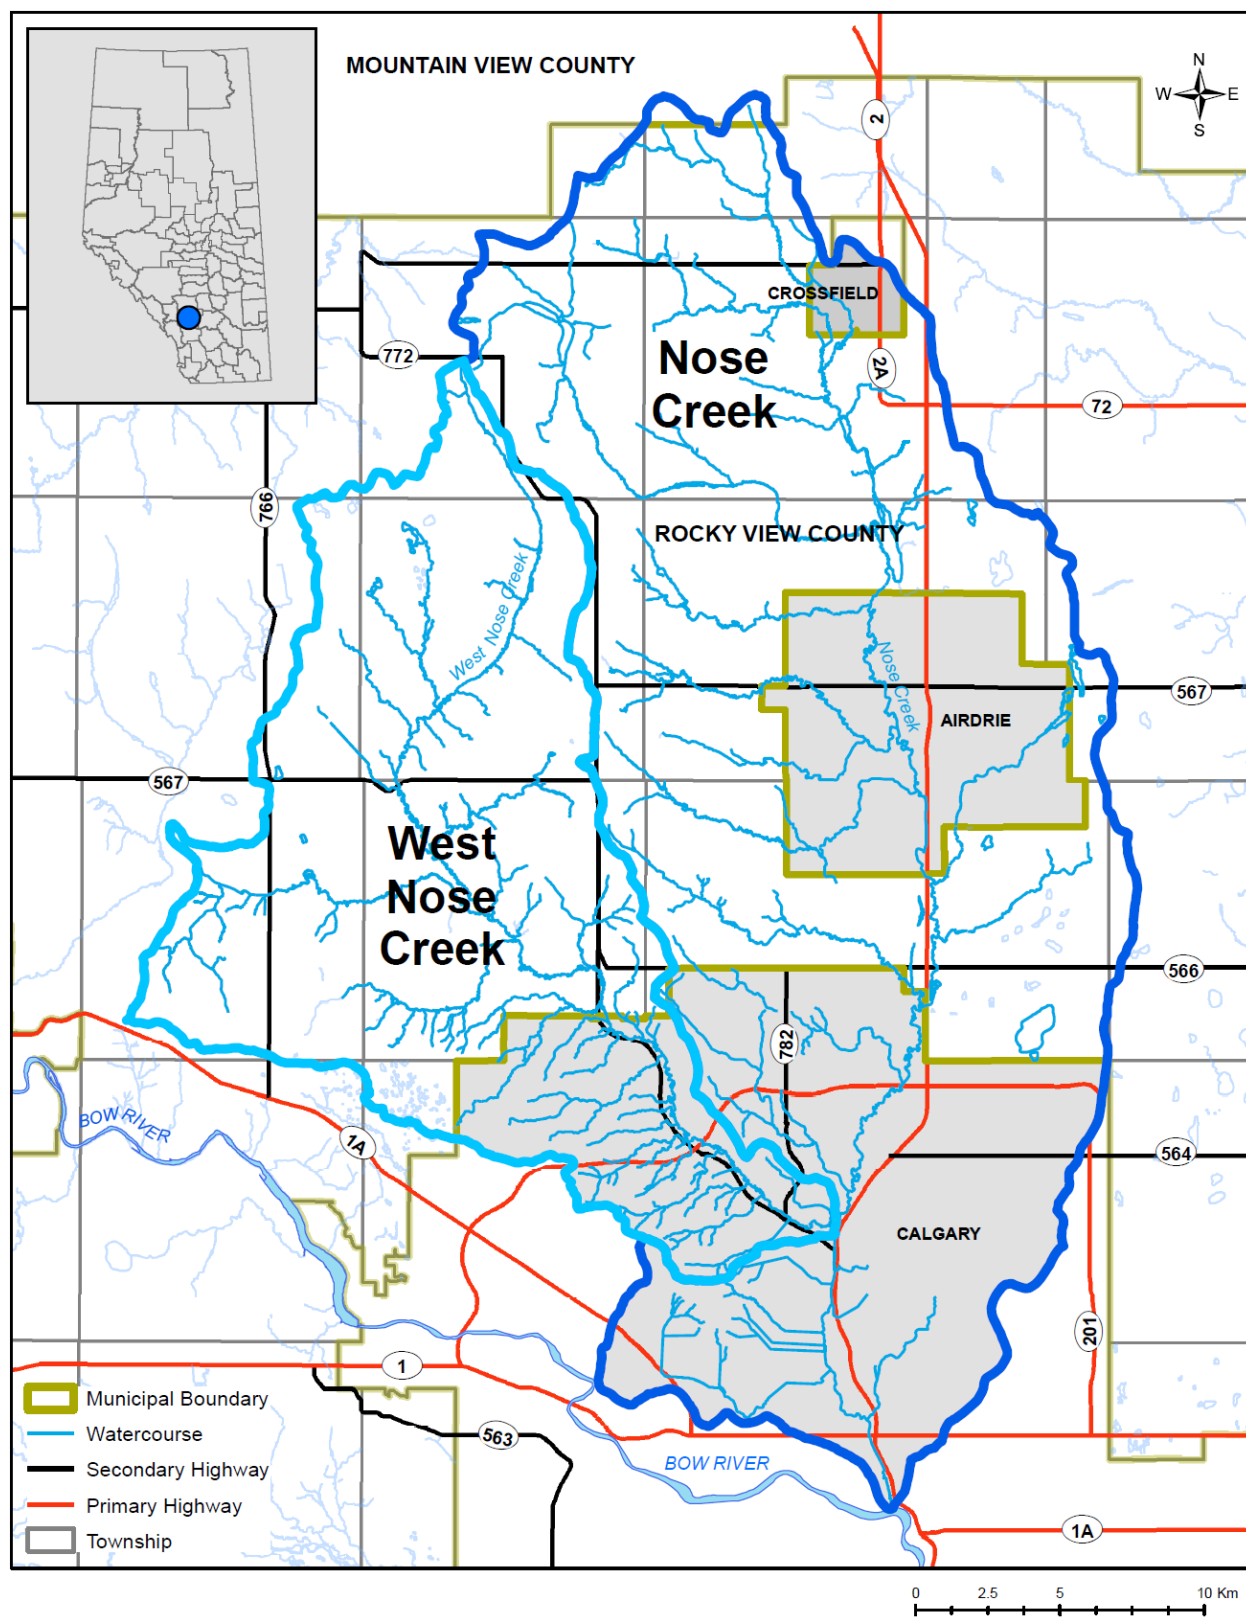 MOUNTAIN VIEW COUNTY
N
W E
S
2
CROSSFIELD
772
2A
Nose
Creek
72
766
ROCKY VIEW COUNTY
West Nose Creek
Nose Creek
567
AIRDRIE
567
West
Nose
Creek
566
782
BOW RIVER
1A
564
CALGARY
201
1
Municipal Boundary
Watercourse
563
Secondary Highway
BOW RIVER
Primary Highway
1A
Township
0 2.5 5 10 Km